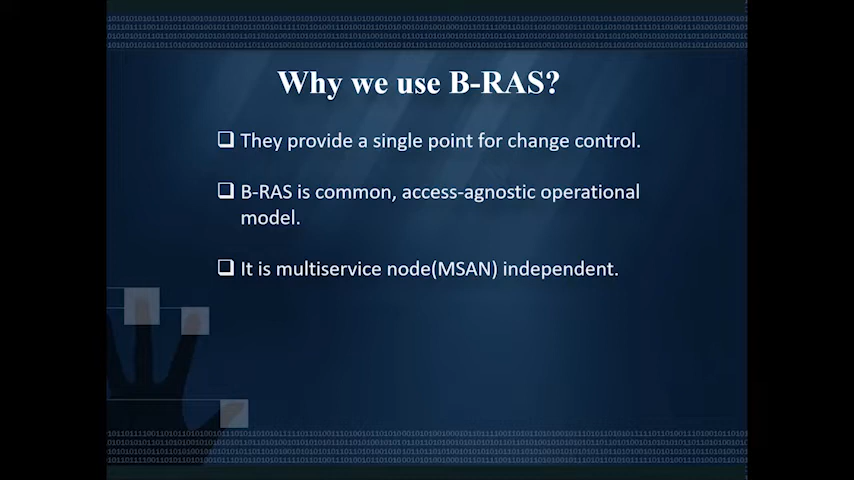 Why we use B-RAS?
❑ They provide a single point for change control.
❑ B-RAS is common, access-agnostic operational
model.
❑ It is multiservice node(MSAN) independent.